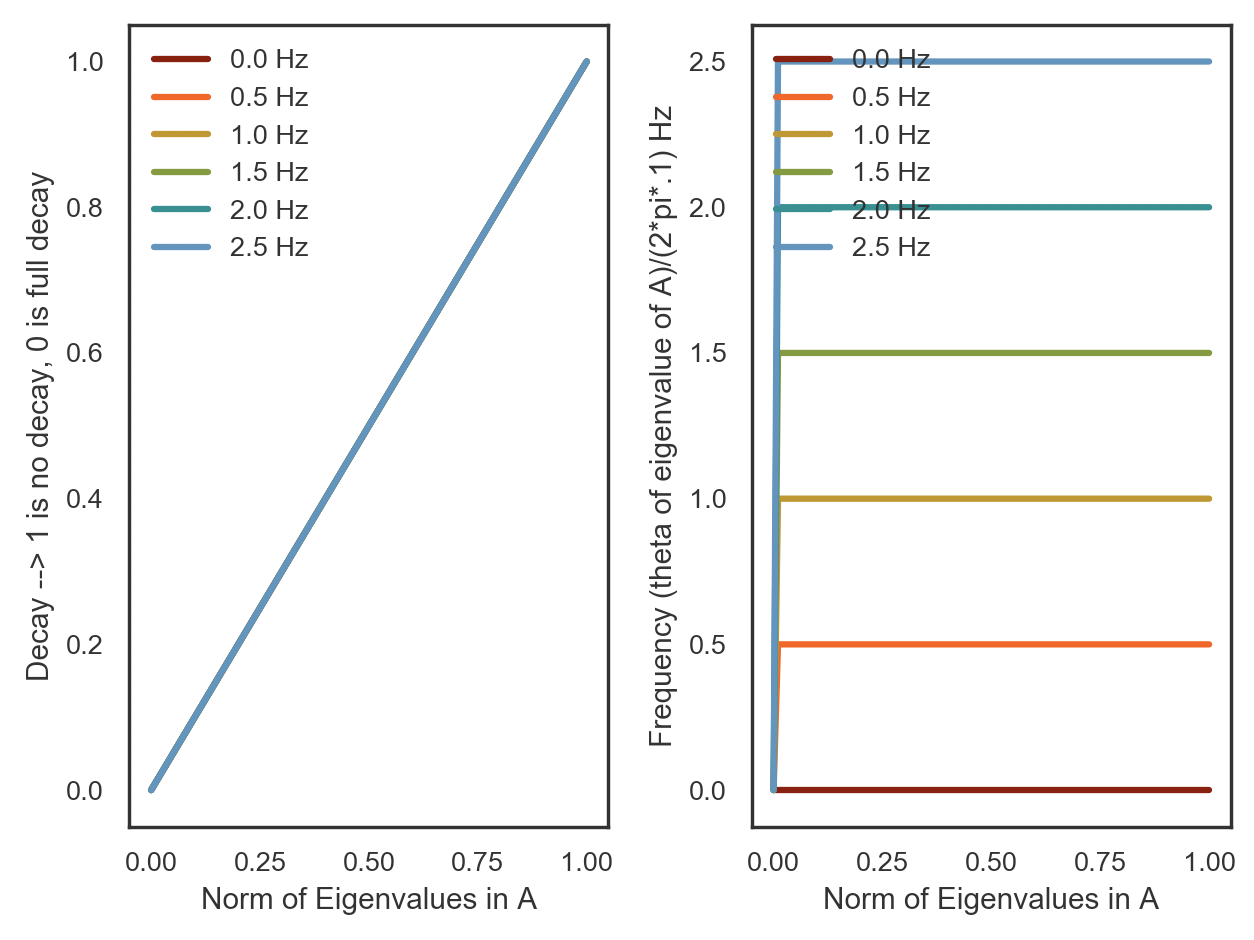 Decay --> 1 is no decay, 0 is full decay
1.0
0.8
0.6
0.4
0.2
0.0
0.0 Hz
0.5 Hz
1.0 Hz
1.5 Hz
2.0 Hz
2.5 Hz
0.00 0.25 0.50 0.75 1.00
Norm of Eigenvalues in A
Frequency (theta of eigenvalue of A)/(2*pi*.1) Hz
2.5
2.0
1.5
1.0
0.5
0.0
0.0 Hz
0.5 Hz
1.0 Hz
1.5 Hz
2.0 Hz
2.5 Hz
0.00 0.25 0.50 0.75 1.00
Norm of Eigenvalues in A